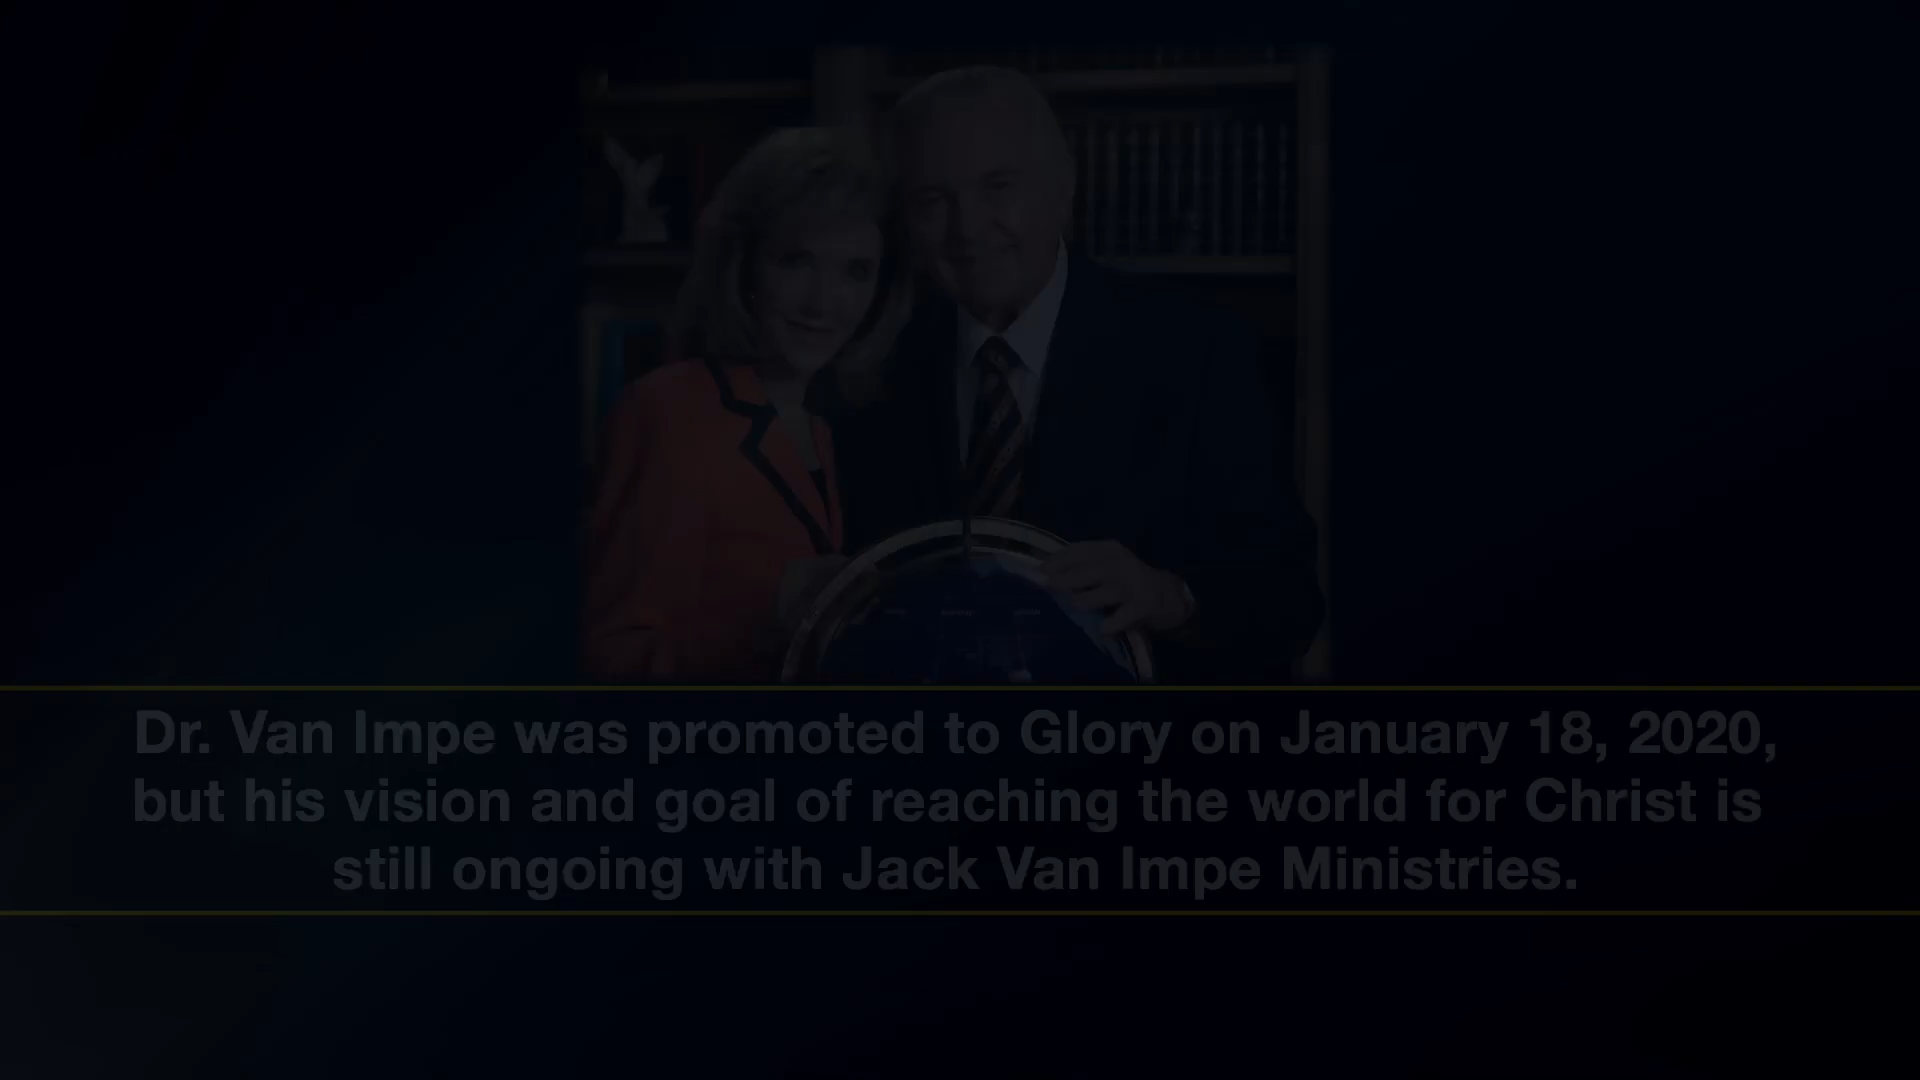 Dr. Van Impe was promoted to Glory on January 18, 2020,
but his vision and goal of reaching the world for Christ is
still ongoing with Jack Van Impe Ministries.